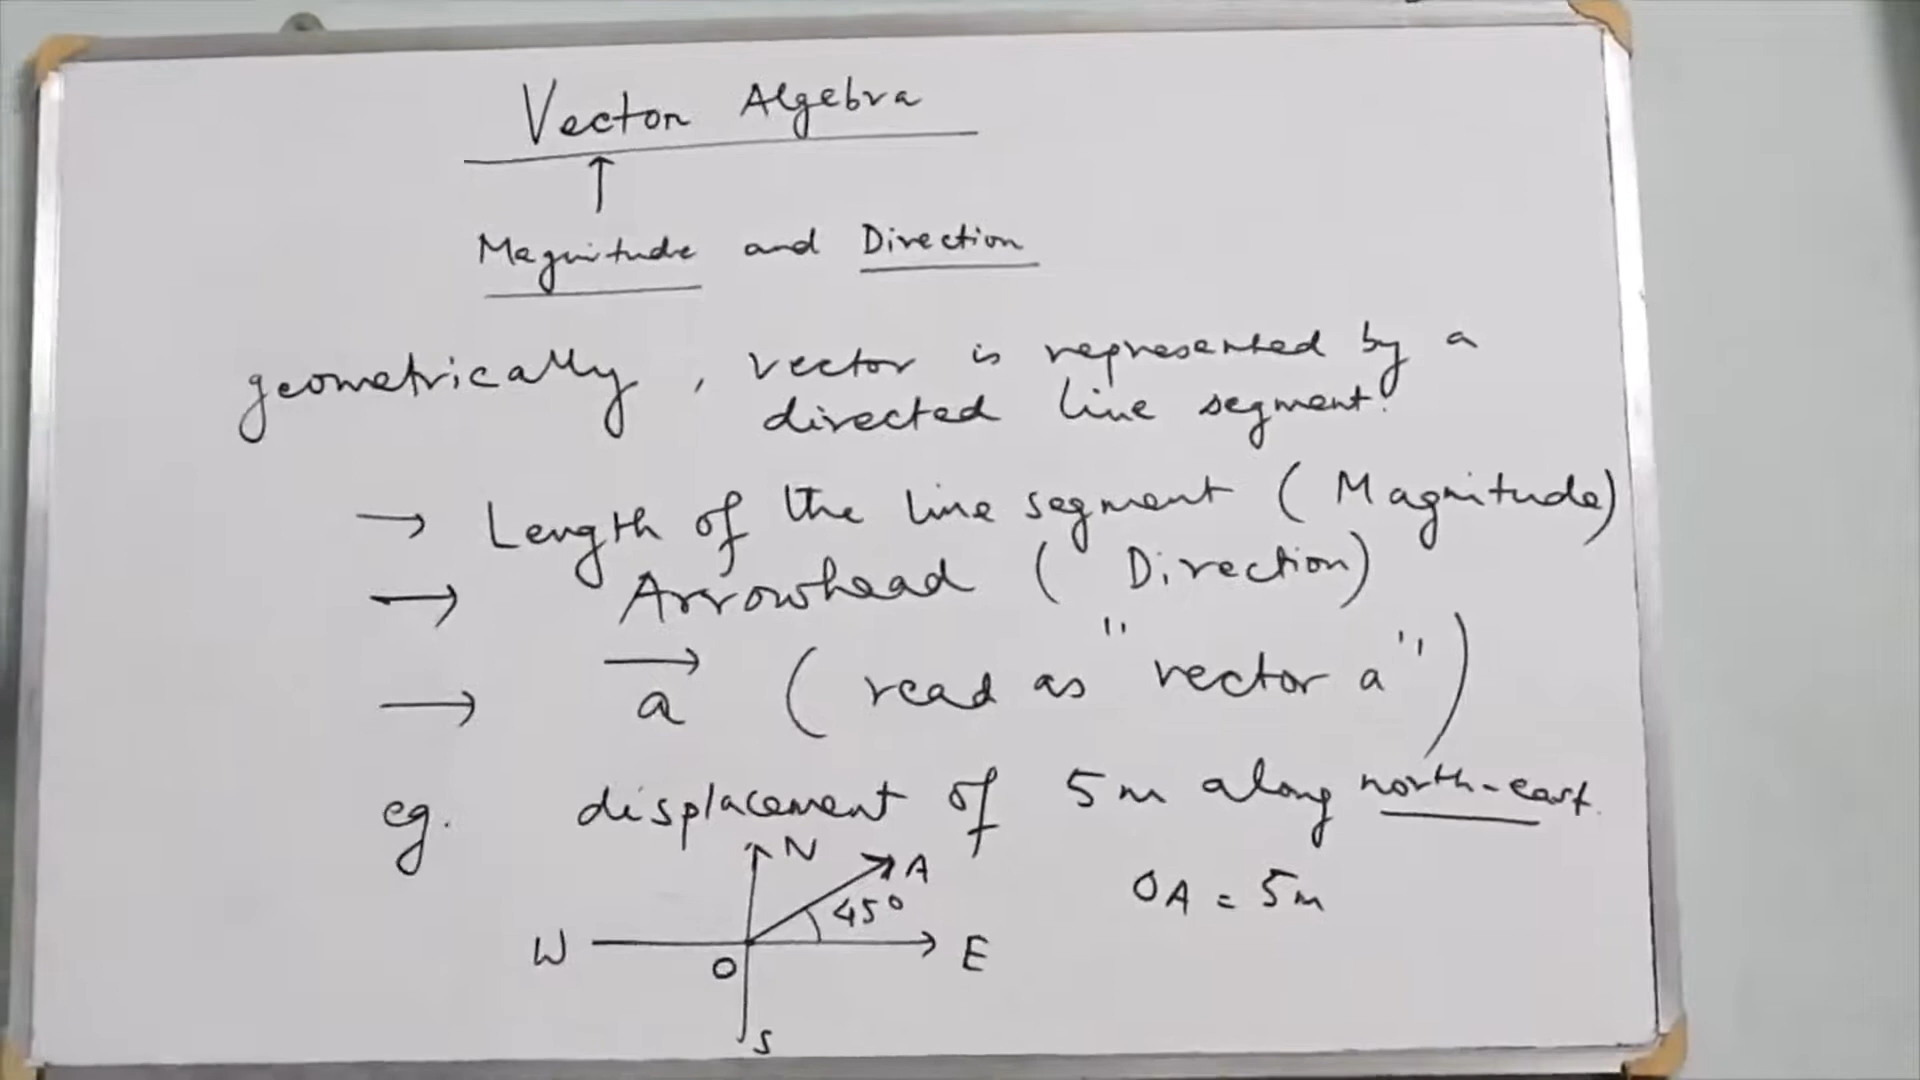 Vector Algebra
↑
Magnitude and Direction
geometrically, vector is represented by a
directed line segment.
→ Length of the line segment (Magnitude)
→ Arrowhead (Direction)
→ a⃗ (read as "vector a")
eg. displacement of 5m along north-east.
N
A
45°
OA = 5m
W
O
E
S